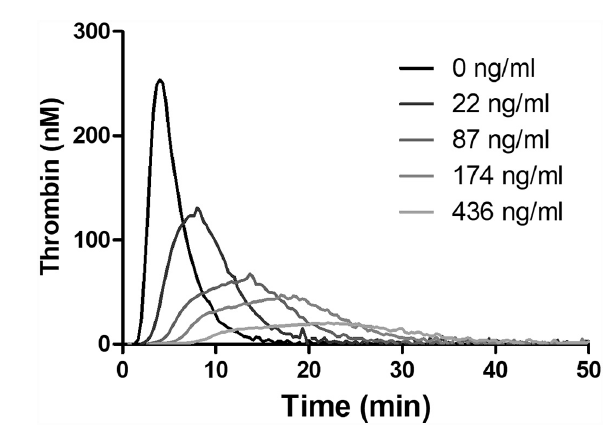 300
200
100
0
Thrombin (nM)
0 ng/ml
22 ng/ml
87 ng/ml
174 ng/ml
436 ng/ml
0 10 20 30 40 50
Time (min)